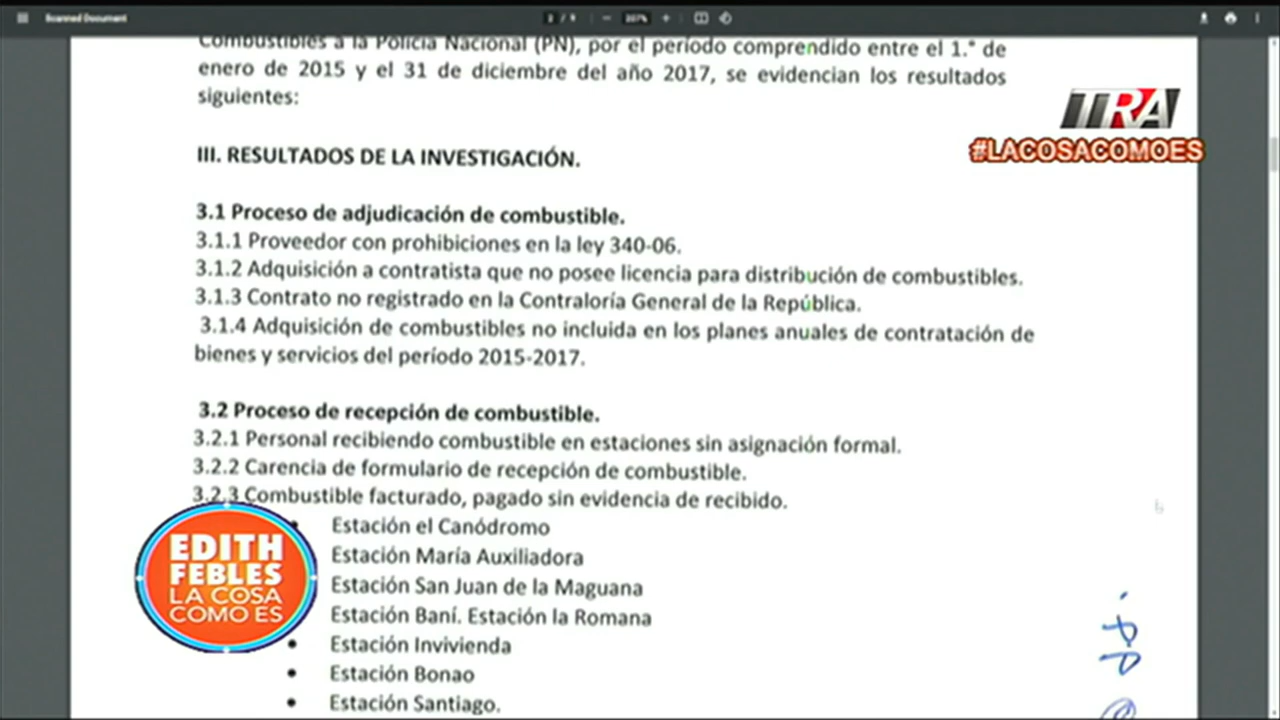 Scanned Document
2 / 9
207%
Combustibles a la Policía Nacional (PN), por el período comprendido entre el 1.° de
enero de 2015 y el 31 de diciembre del año 2017, se evidencian los resultados
siguientes:
TRA
#LACOSACOMOES
III. RESULTADOS DE LA INVESTIGACIÓN.
3.1 Proceso de adjudicación de combustible.
3.1.1 Proveedor con prohibiciones en la ley 340-06.
3.1.2 Adquisición a contratista que no posee licencia para distribución de combustibles.
3.1.3 Contrato no registrado en la Contraloría General de la República.
3.1.4 Adquisición de combustibles no incluida en los planes anuales de contratación de
bienes y servicios del período 2015-2017.
3.2 Proceso de recepción de combustible.
3.2.1 Personal recibiendo combustible en estaciones sin asignación formal.
3.2.2 Carencia de formulario de recepción de combustible.
3.2.3 Combustible facturado, pagado sin evidencia de recibido.
• Estación el Canódromo
Estación María Auxiliadora
Estación San Juan de la Maguana
Estación Baní. Estación la Romana
• Estación Invivienda
• Estación Bonao
• Estación Santiago.
EDITH
FEBLES
LA COSA
COMO ES